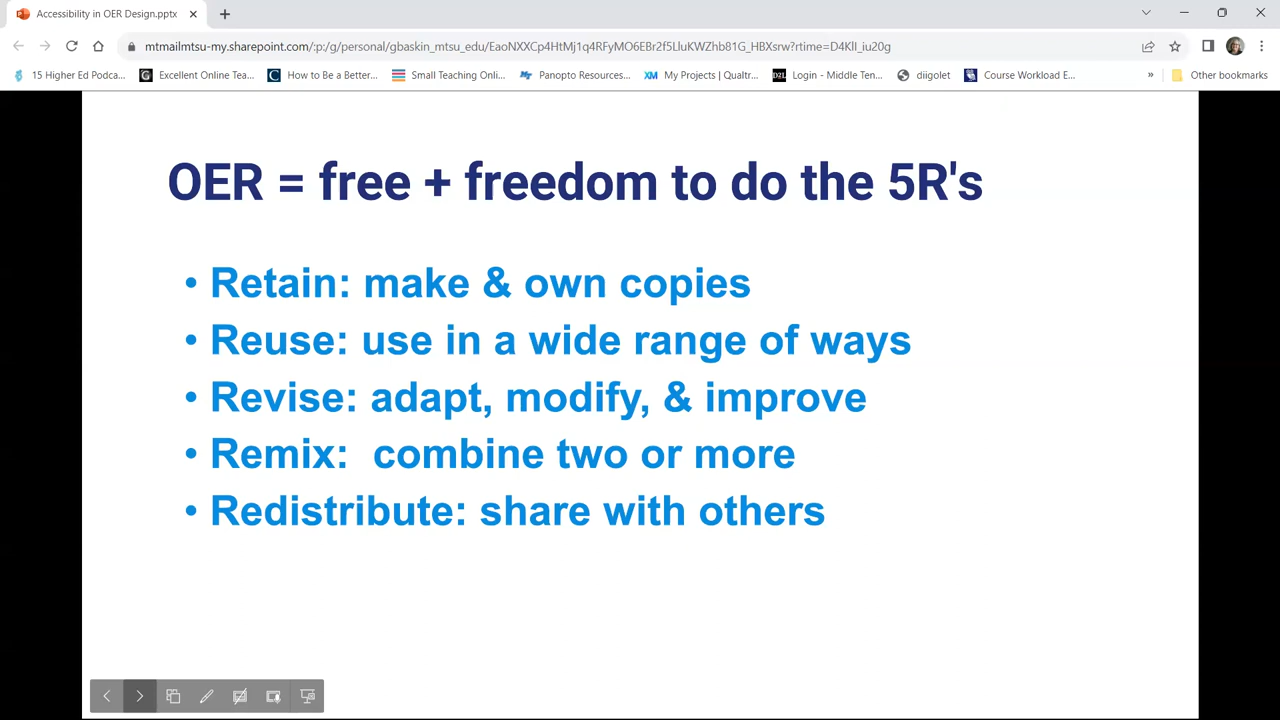 Accessibility in OER Design.pptx
mtmailmtsu-my.sharepoint.com/:p:/g/personal/gbaskin_mtsu_edu/EaoNXXCp4HtMj1q4RFyMO6EBr2f5LluKWZhb81G_HBXsrw?rtime=D4KlI_iu20g
15 Higher Ed Podca... Excellent Online Tea... How to Be a Better... Small Teaching Onli... Panopto Resources... My Projects | Qualtr... Login - Middle Ten... diigolet Course Workload E... » Other bookmarks
OER = free + freedom to do the 5R's
• Retain: make & own copies
• Reuse: use in a wide range of ways
• Revise: adapt, modify, & improve
• Remix:  combine two or more
• Redistribute: share with others